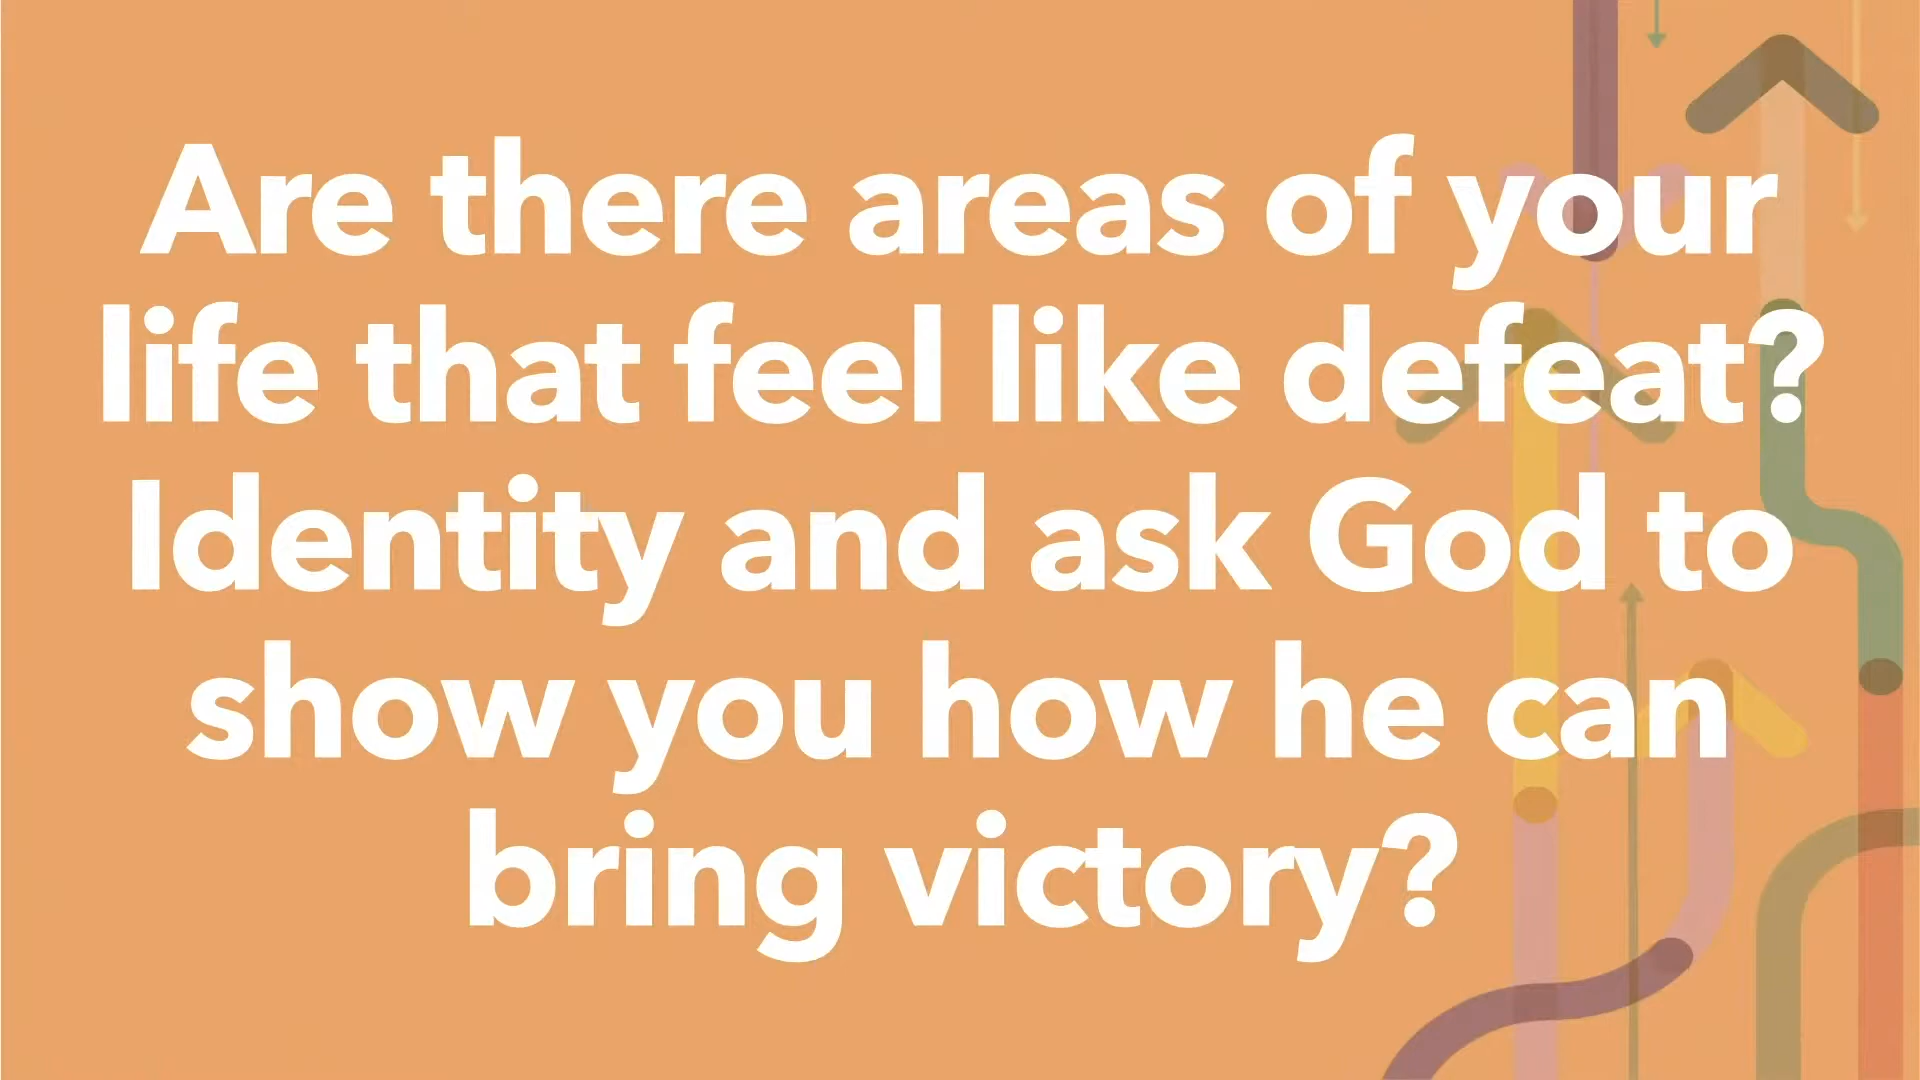 Are there areas of your
life that feel like defeat?
Identity and ask God to
show you how he can
bring victory?